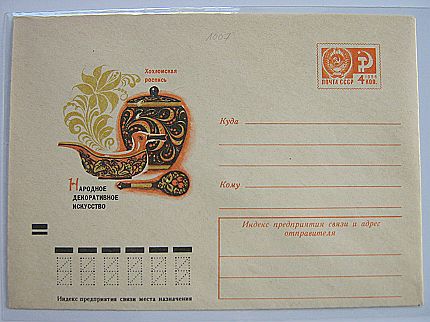 1007
Хохломская
роспись
1966
ПОЧТА СССР 4 КОП.
Куда
Кому
НАРОДНОЕ
ДЕКОРАТИВНОЕ
ИСКУССТВО
Индекс предприятия связи и адрес
отправителя
Индекс предприятия связи места назначения